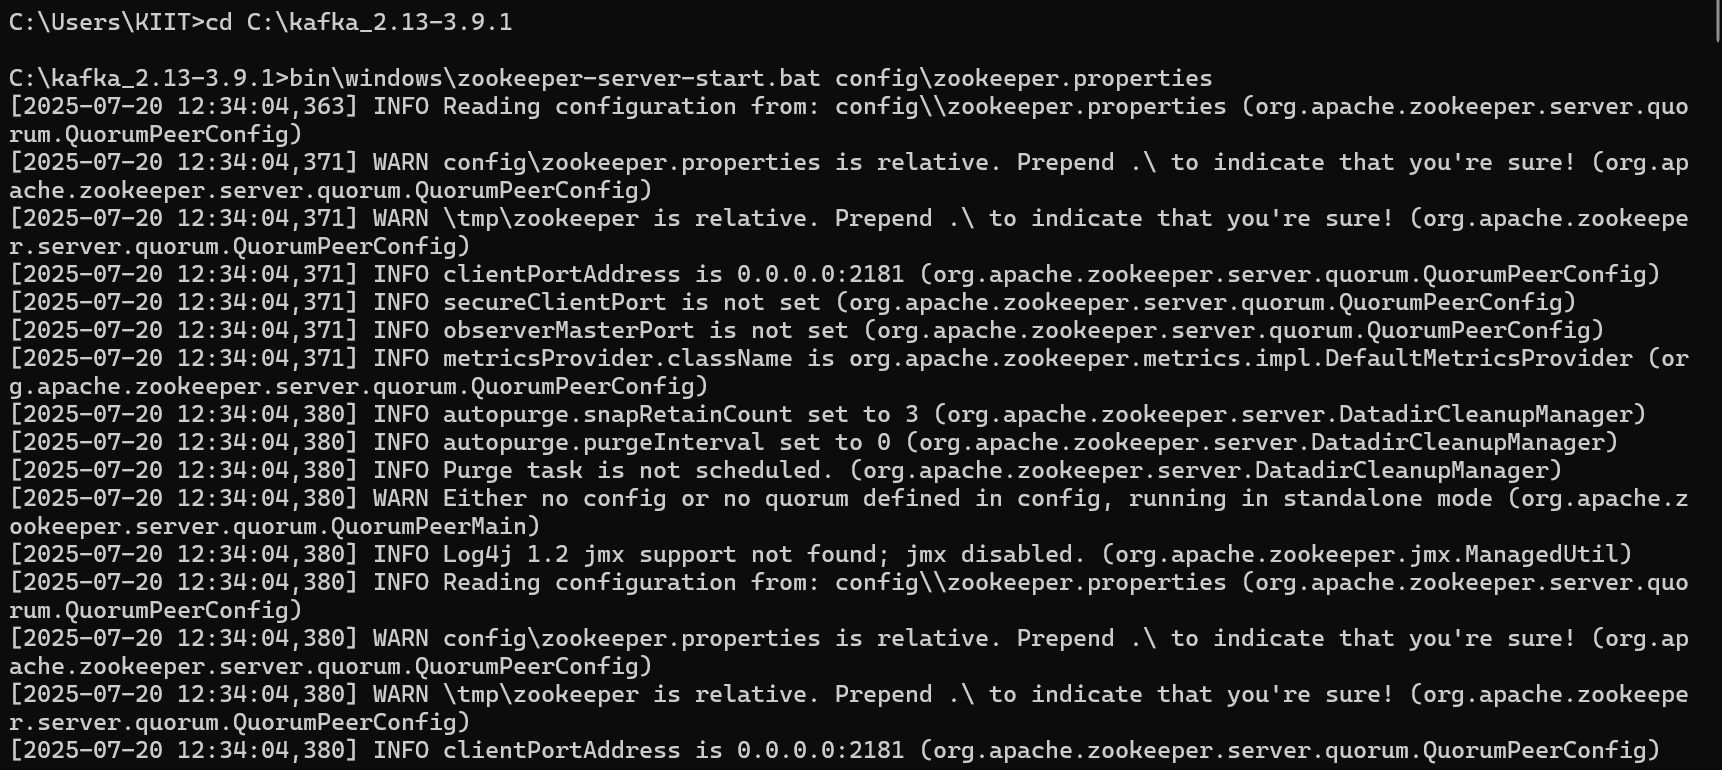 C:\Users\KIIT>cd C:\kafka_2.13-3.9.1
C:\kafka_2.13-3.9.1>bin\windows\zookeeper-server-start.bat config\zookeeper.properties
[2025-07-20 12:34:04,363] INFO Reading configuration from: config\\zookeeper.properties (org.apache.zookeeper.server.quo
rum.QuorumPeerConfig)
[2025-07-20 12:34:04,371] WARN config\zookeeper.properties is relative. Prepend .\ to indicate that you're sure! (org.ap
ache.zookeeper.server.quorum.QuorumPeerConfig)
[2025-07-20 12:34:04,371] WARN \tmp\zookeeper is relative. Prepend .\ to indicate that you're sure! (org.apache.zookeepe
r.server.quorum.QuorumPeerConfig)
[2025-07-20 12:34:04,371] INFO clientPortAddress is 0.0.0.0:2181 (org.apache.zookeeper.server.quorum.QuorumPeerConfig)
[2025-07-20 12:34:04,371] INFO secureClientPort is not set (org.apache.zookeeper.server.quorum.QuorumPeerConfig)
[2025-07-20 12:34:04,371] INFO observerMasterPort is not set (org.apache.zookeeper.server.quorum.QuorumPeerConfig)
[2025-07-20 12:34:04,371] INFO metricsProvider.className is org.apache.zookeeper.metrics.impl.DefaultMetricsProvider (or
g.apache.zookeeper.server.quorum.QuorumPeerConfig)
[2025-07-20 12:34:04,380] INFO autopurge.snapRetainCount set to 3 (org.apache.zookeeper.server.DatadirCleanupManager)
[2025-07-20 12:34:04,380] INFO autopurge.purgeInterval set to 0 (org.apache.zookeeper.server.DatadirCleanupManager)
[2025-07-20 12:34:04,380] INFO Purge task is not scheduled. (org.apache.zookeeper.server.DatadirCleanupManager)
[2025-07-20 12:34:04,380] WARN Either no config or no quorum defined in config, running in standalone mode (org.apache.z
ookeeper.server.quorum.QuorumPeerMain)
[2025-07-20 12:34:04,380] INFO Log4j 1.2 jmx support not found; jmx disabled. (org.apache.zookeeper.jmx.ManagedUtil)
[2025-07-20 12:34:04,380] INFO Reading configuration from: config\\zookeeper.properties (org.apache.zookeeper.server.quo
rum.QuorumPeerConfig)
[2025-07-20 12:34:04,380] WARN config\zookeeper.properties is relative. Prepend .\ to indicate that you're sure! (org.ap
ache.zookeeper.server.quorum.QuorumPeerConfig)
[2025-07-20 12:34:04,380] WARN \tmp\zookeeper is relative. Prepend .\ to indicate that you're sure! (org.apache.zookeepe
r.server.quorum.QuorumPeerConfig)
[2025-07-20 12:34:04,380] INFO clientPortAddress is 0.0.0.0:2181 (org.apache.zookeeper.server.quorum.QuorumPeerConfig)